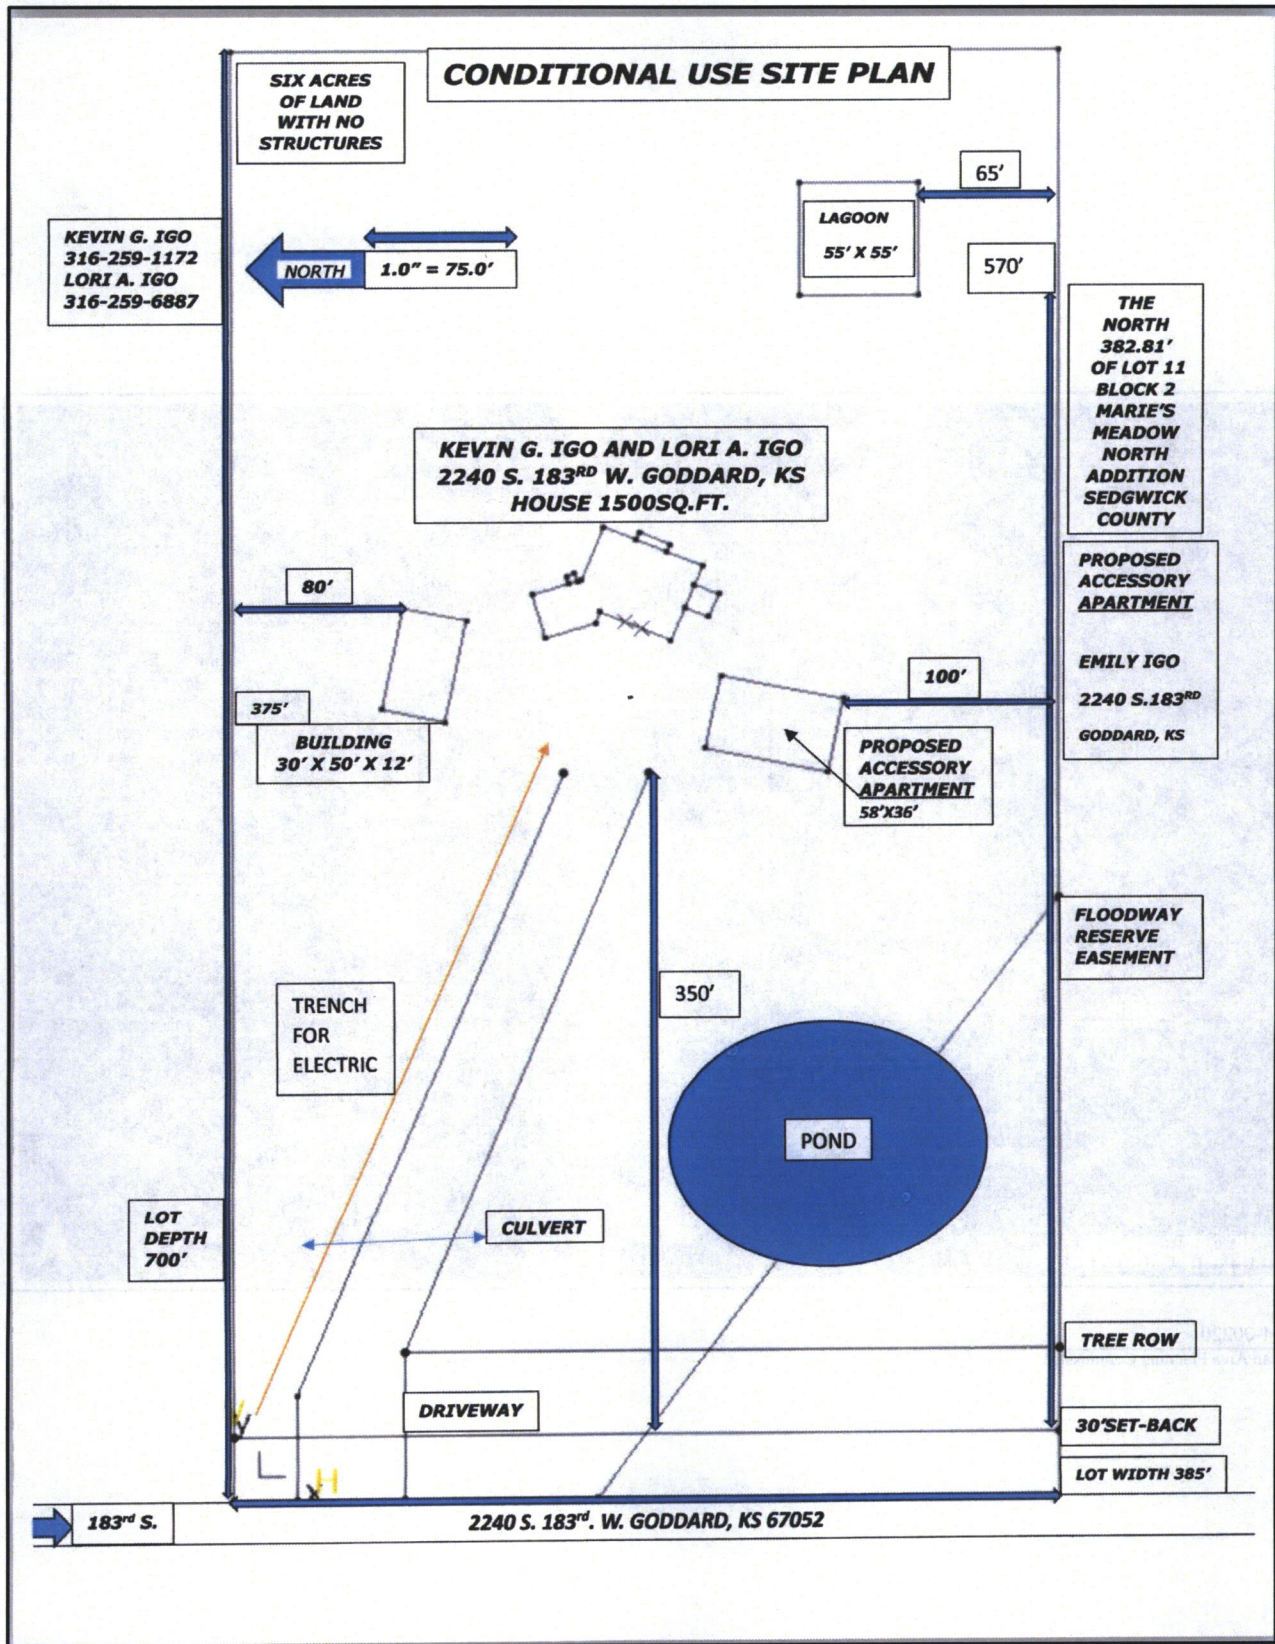 CONDITIONAL USE SITE PLAN
SIX ACRES
OF LAND
WITH NO
STRUCTURES
65'
LAGOON
55' X 55'
570'
KEVIN G. IGO
316-259-1172
LORI A. IGO
316-259-6887
NORTH
1.0" = 75.0'
THE
NORTH
382.81'
OF LOT 11
BLOCK 2
MARIE'S
MEADOW
NORTH
ADDITION
SEDGWICK
COUNTY
KEVIN G. IGO AND LORI A. IGO
2240 S. 183RD W. GODDARD, KS
HOUSE 1500SQ.FT.
80'
PROPOSED
ACCESSORY
APARTMENT
EMILY IGO
2240 S.183RD
GODDARD, KS
100'
375'
BUILDING
30' X 50' X 12'
PROPOSED
ACCESSORY
APARTMENT
58'X36'
FLOODWAY
RESERVE
EASEMENT
350'
TRENCH
FOR
ELECTRIC
POND
LOT
DEPTH
700'
CULVERT
TREE ROW
DRIVEWAY
30'SET-BACK
L
H
LOT WIDTH 385'
183rd S.
2240 S. 183rd. W. GODDARD, KS 67052